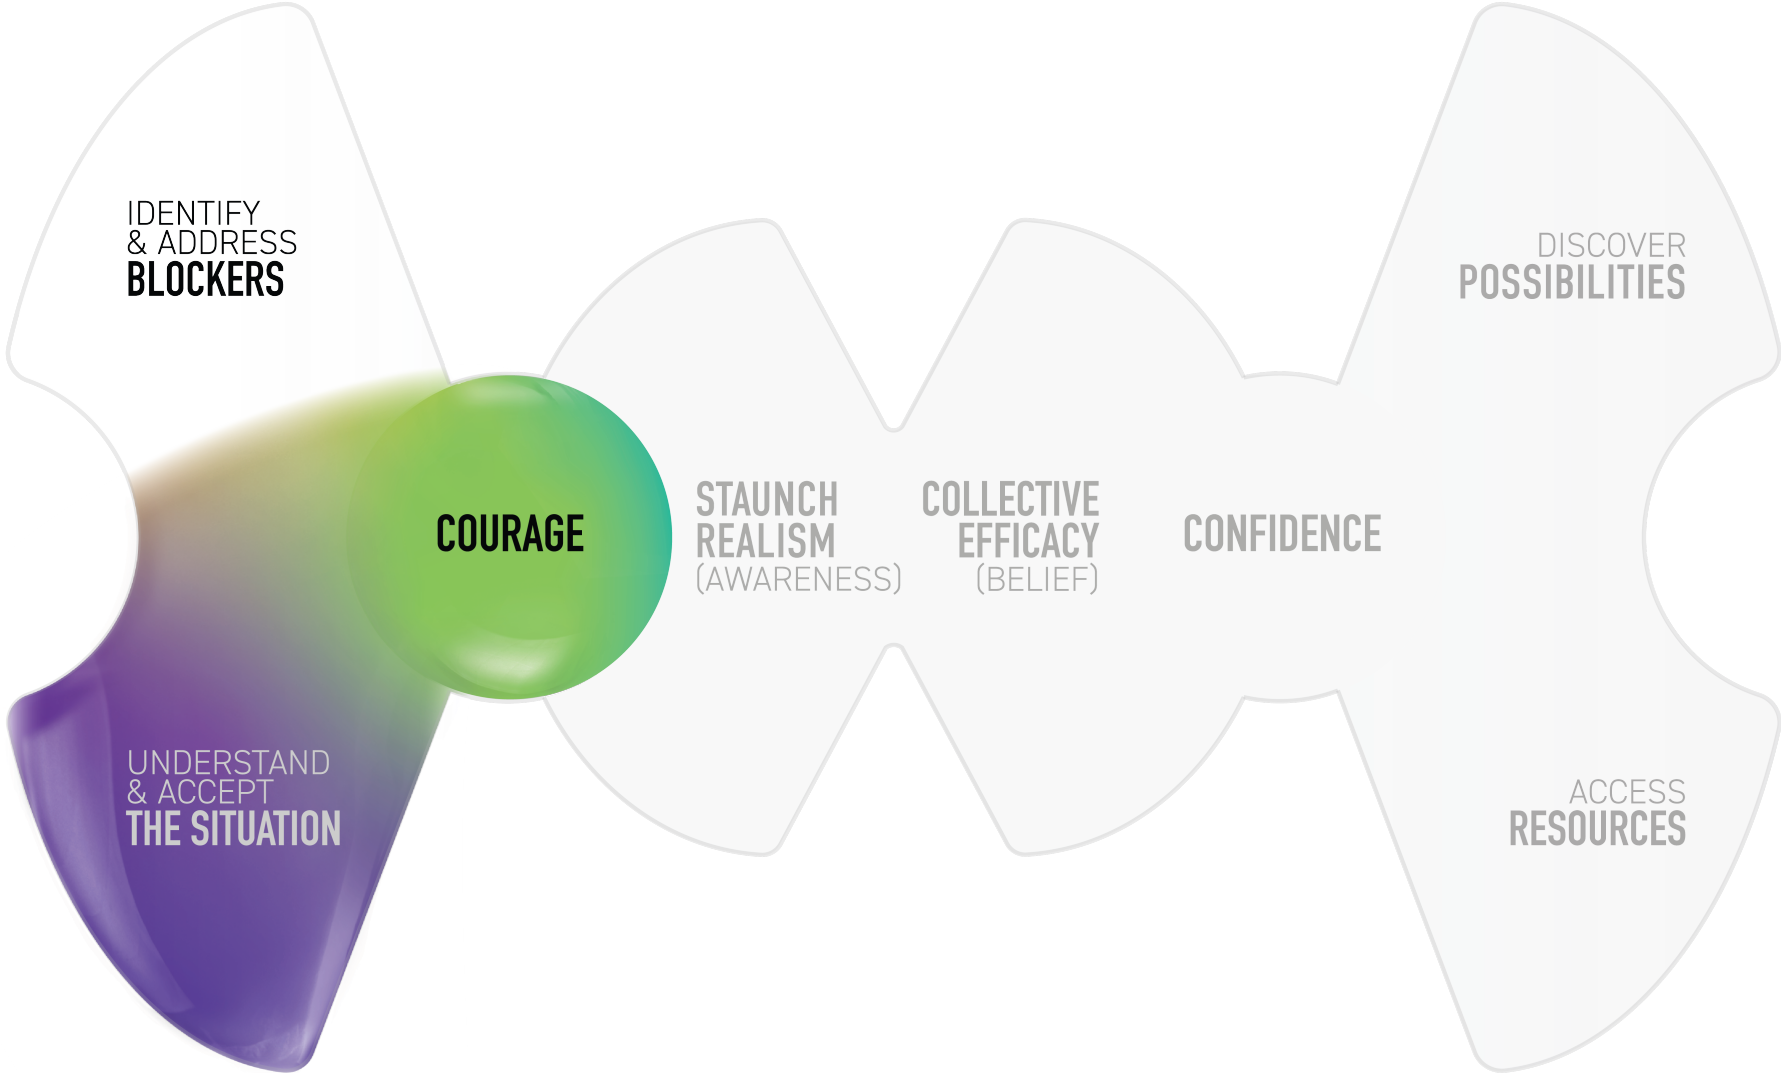 IDENTIFY
& ADDRESS
BLOCKERS
DISCOVER
POSSIBILITIES
COURAGE
STAUNCH
REALISM
(AWARENESS)
COLLECTIVE
EFFICACY
(BELIEF)
CONFIDENCE
UNDERSTAND
& ACCEPT
THE SITUATION
ACCESS
RESOURCES